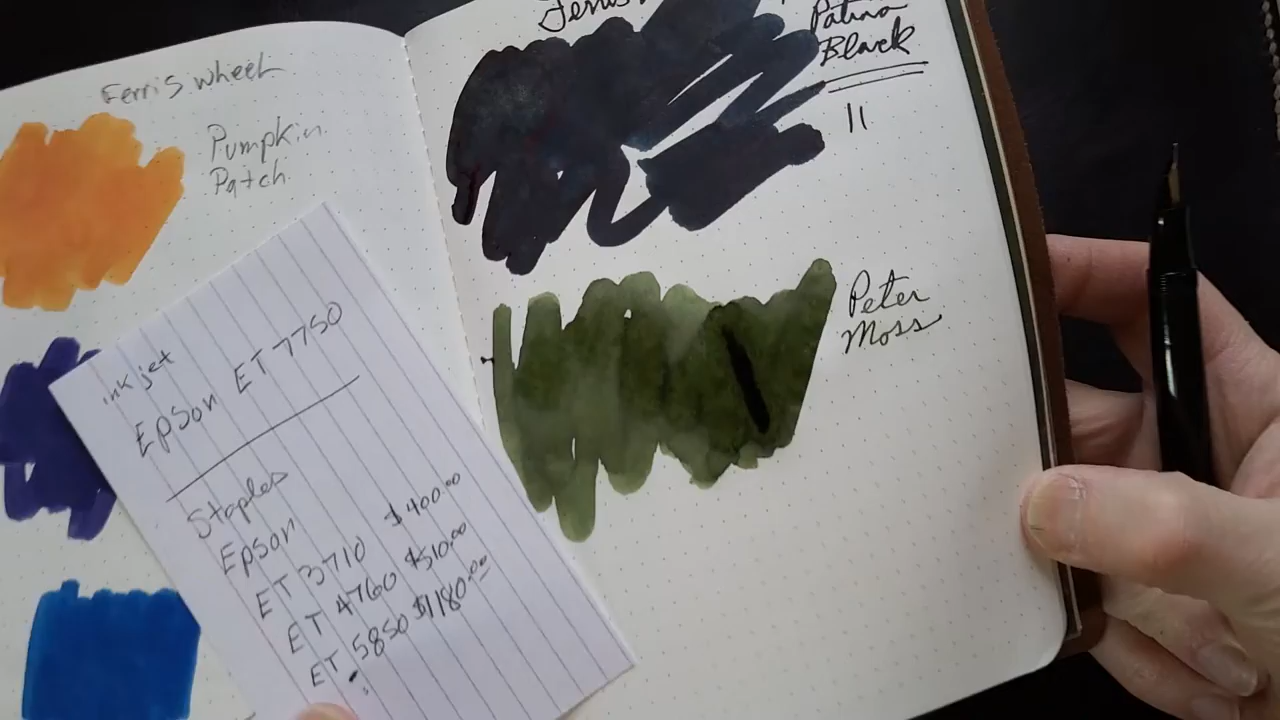 Ferris wheel
Pumpkin
Patch
ink jet
Epson ET 7750
Staples
Epson
ET 3710 $400.00
ET 4760 $510.00
ET 5850 $1180.00
Ferris
Patina
Black
11
Peter
Moss